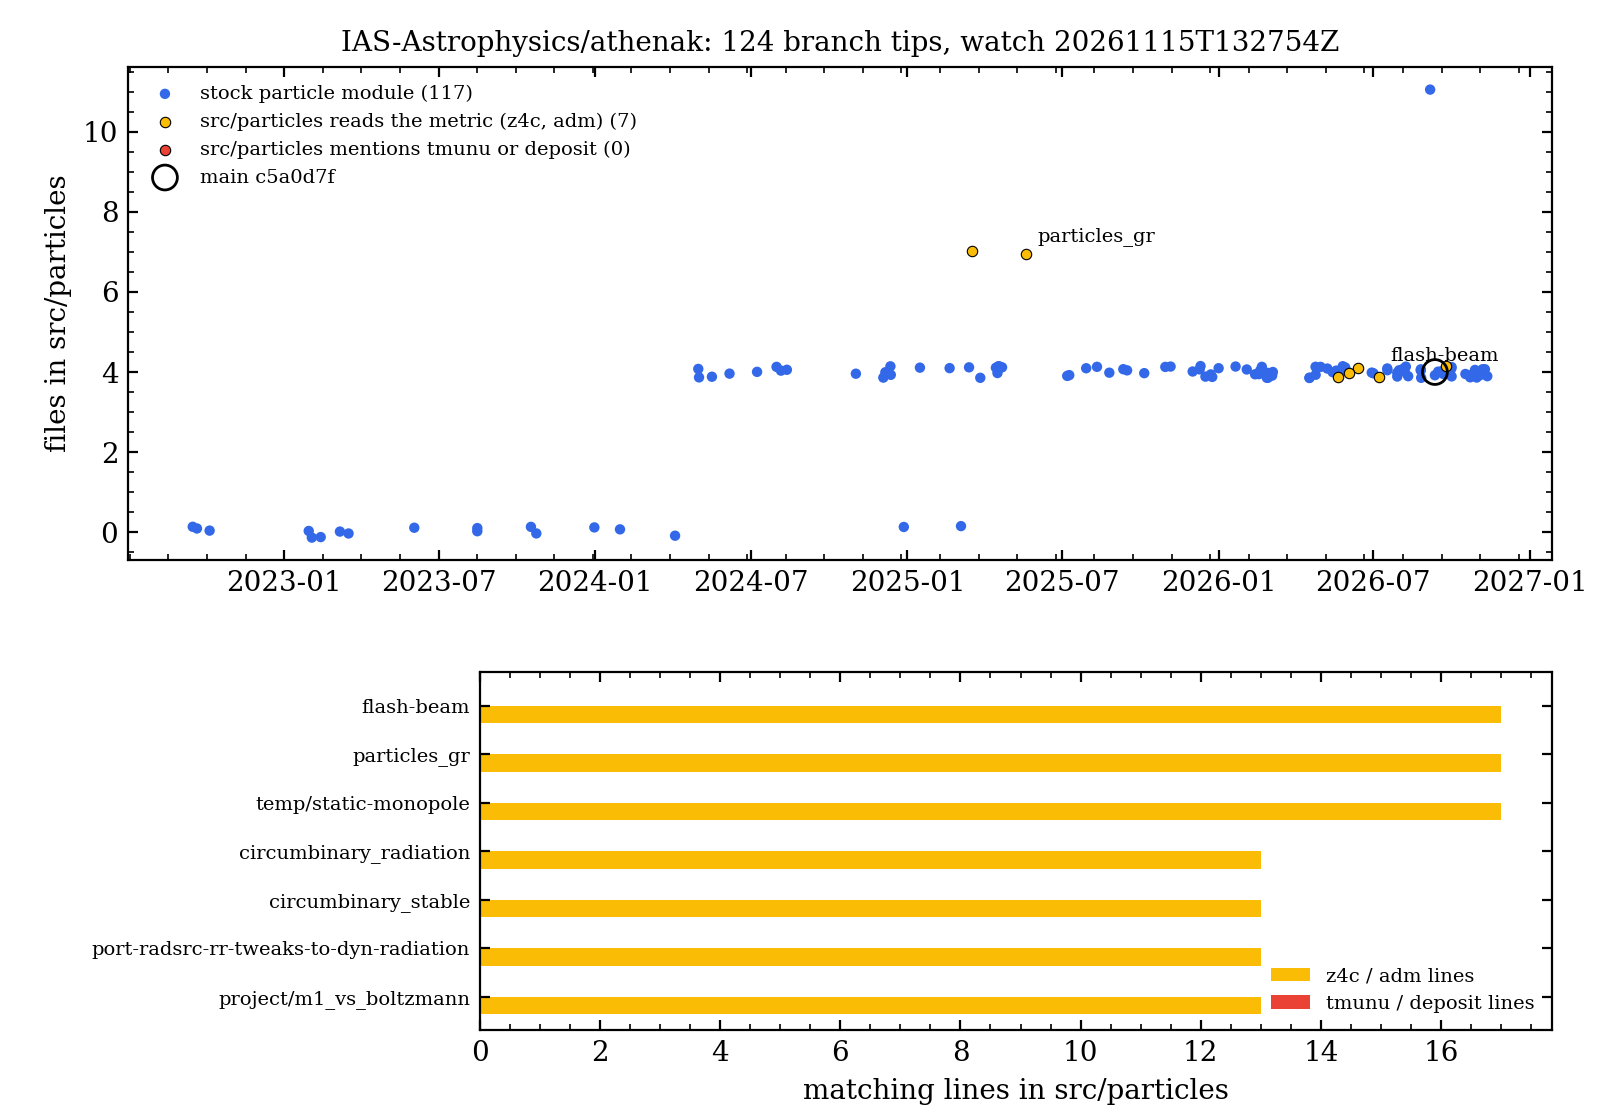 IAS-Astrophysics/athenak: 124 branch tips, watch 20261115T132754Z
stock particle module (117)
src/particles reads the metric (z4c, adm) (7)
src/particles mentions tmunu or deposit (0)
main c5a0d7f
files in src/particles
10
8
6
4
2
0
particles_gr
flash-beam
2023-01 2023-07 2024-01 2024-07 2025-01 2025-07 2026-01 2026-07 2027-01
flash-beam
particles_gr
temp/static-monopole
circumbinary_radiation
circumbinary_stable
port-radsrc-rr-tweaks-to-dyn-radiation
project/m1_vs_boltzmann
z4c / adm lines
tmunu / deposit lines
0 2 4 6 8 10 12 14 16
matching lines in src/particles